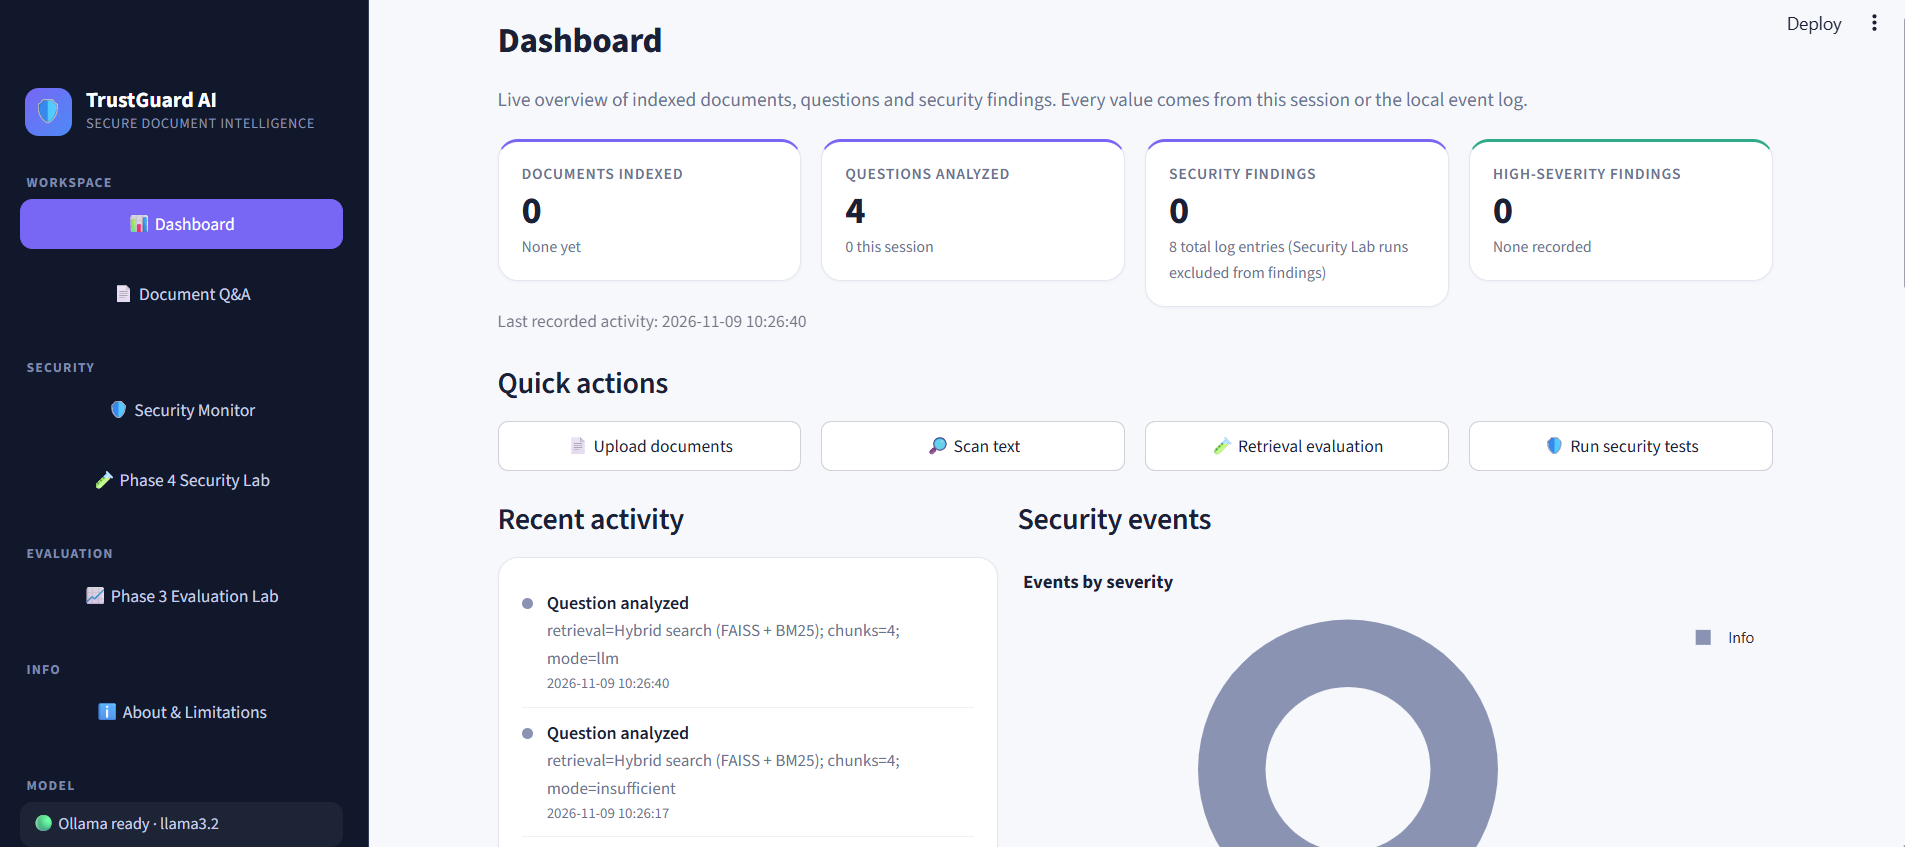 TrustGuard AI
SECURE DOCUMENT INTELLIGENCE
WORKSPACE
Dashboard
Document Q&A
SECURITY
Security Monitor
Phase 4 Security Lab
EVALUATION
Phase 3 Evaluation Lab
INFO
About & Limitations
MODEL
Ollama ready · llama3.2
Deploy
Dashboard
Live overview of indexed documents, questions and security findings. Every value comes from this session or the local event log.
DOCUMENTS INDEXED
0
None yet
QUESTIONS ANALYZED
4
0 this session
SECURITY FINDINGS
0
8 total log entries (Security Lab runs
excluded from findings)
HIGH-SEVERITY FINDINGS
0
None recorded
Last recorded activity: 2026-11-09 10:26:40
Quick actions
Upload documents
Scan text
Retrieval evaluation
Run security tests
Recent activity
Question analyzed
retrieval=Hybrid search (FAISS + BM25); chunks=4;
mode=llm
2026-11-09 10:26:40
Question analyzed
retrieval=Hybrid search (FAISS + BM25); chunks=4;
mode=insufficient
2026-11-09 10:26:17
Security events
Events by severity
Info